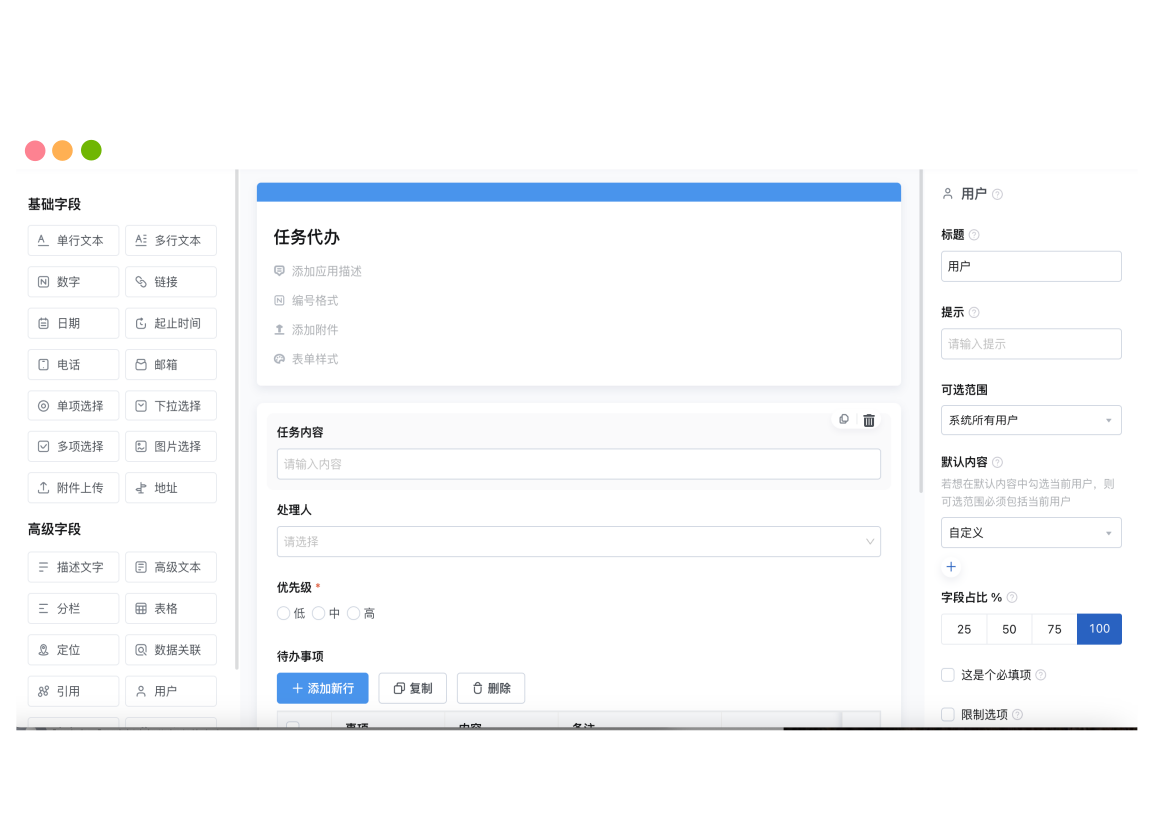 基础字段
单行文本
多行文本
数字
链接
日期
起止时间
电话
邮箱
单项选择
下拉选择
多项选择
图片选择
附件上传
地址
高级字段
描述文字
高级文本
分栏
表格
定位
数据关联
引用
用户
任务代办
添加应用描述
编号格式
添加附件
表单样式
任务内容
请输入内容
处理人
请选择
优先级 *
低 中 高
待办事项
添加新行
复制
删除
事项
内容
备注
用户
标题
用户
提示
请输入提示
可选范围
系统所有用户
默认内容
若想在默认内容中勾选当前用户，则
可选范围必须包括当前用户
自定义
字段占比 %
25 50 75 100
这是个必填项
限制选项